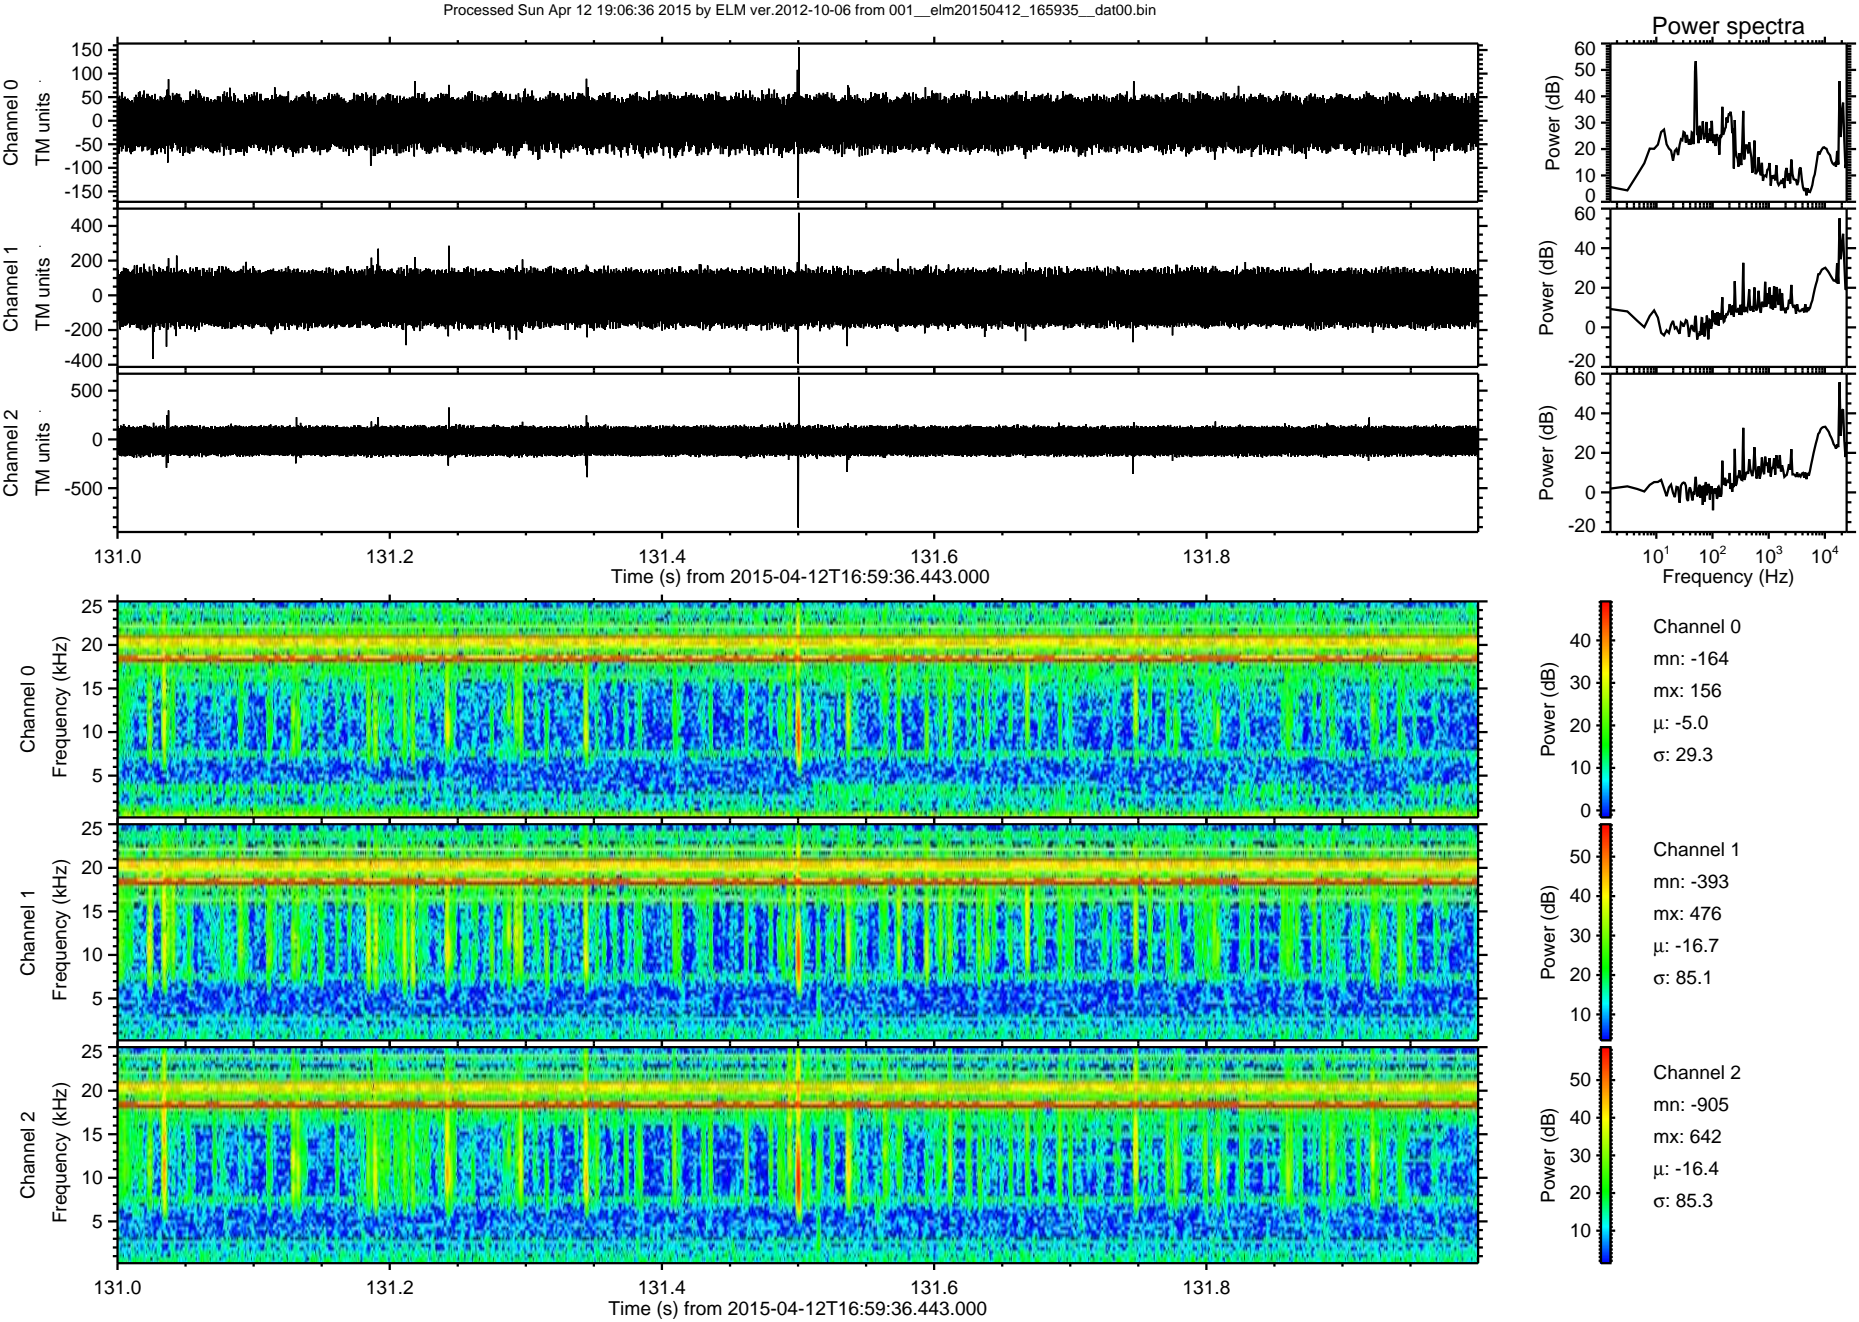 Processed Sun Apr 12 19:06:36 2015 by ELM ver.2012-10-06 from 001__elm20150412_165935__dat00.bin
Power spectra
Channel 0
TM units
150
100
50
0
-50
-100
-150
Power (dB)
60
50
40
30
20
10
0
Channel 1
TM units
400
200
0
-200
-400
Power (dB)
60
40
20
0
-20
Channel 2
TM units
500
0
-500
Power (dB)
60
40
20
0
-20
131.0 131.2 131.4 131.6 131.8
Time (s) from 2015-04-12T16:59:36.443.000
10¹ 10² 10³ 10⁴
Frequency (Hz)
Channel 0
Frequency (kHz)
25
20
15
10
5
Power (dB)
40
30
20
10
0
Channel 0
mn: -164
mx: 156
μ: -5.0
σ: 29.3
Channel 1
Frequency (kHz)
25
20
15
10
5
Power (dB)
50
40
30
20
10
Channel 1
mn: -393
mx: 476
μ: -16.7
σ: 85.1
Channel 2
Frequency (kHz)
25
20
15
10
5
Power (dB)
50
40
30
20
10
Channel 2
mn: -905
mx: 642
μ: -16.4
σ: 85.3
131.0 131.2 131.4 131.6 131.8
Time (s) from 2015-04-12T16:59:36.443.000